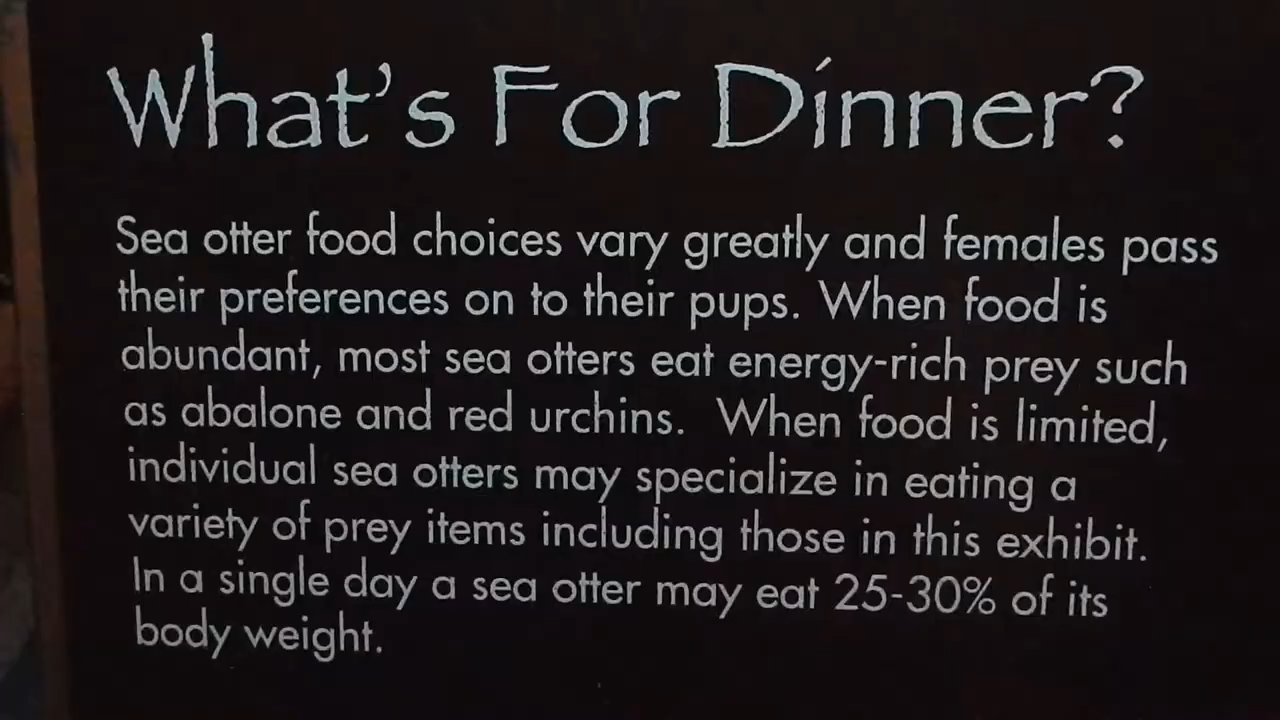 What's For Dinner?
Sea otter food choices vary greatly and females pass
their preferences on to their pups. When food is
abundant, most sea otters eat energy-rich prey such
as abalone and red urchins.  When food is limited,
individual sea otters may specialize in eating a
variety of prey items including those in this exhibit.
In a single day a sea otter may eat 25-30% of its
body weight.